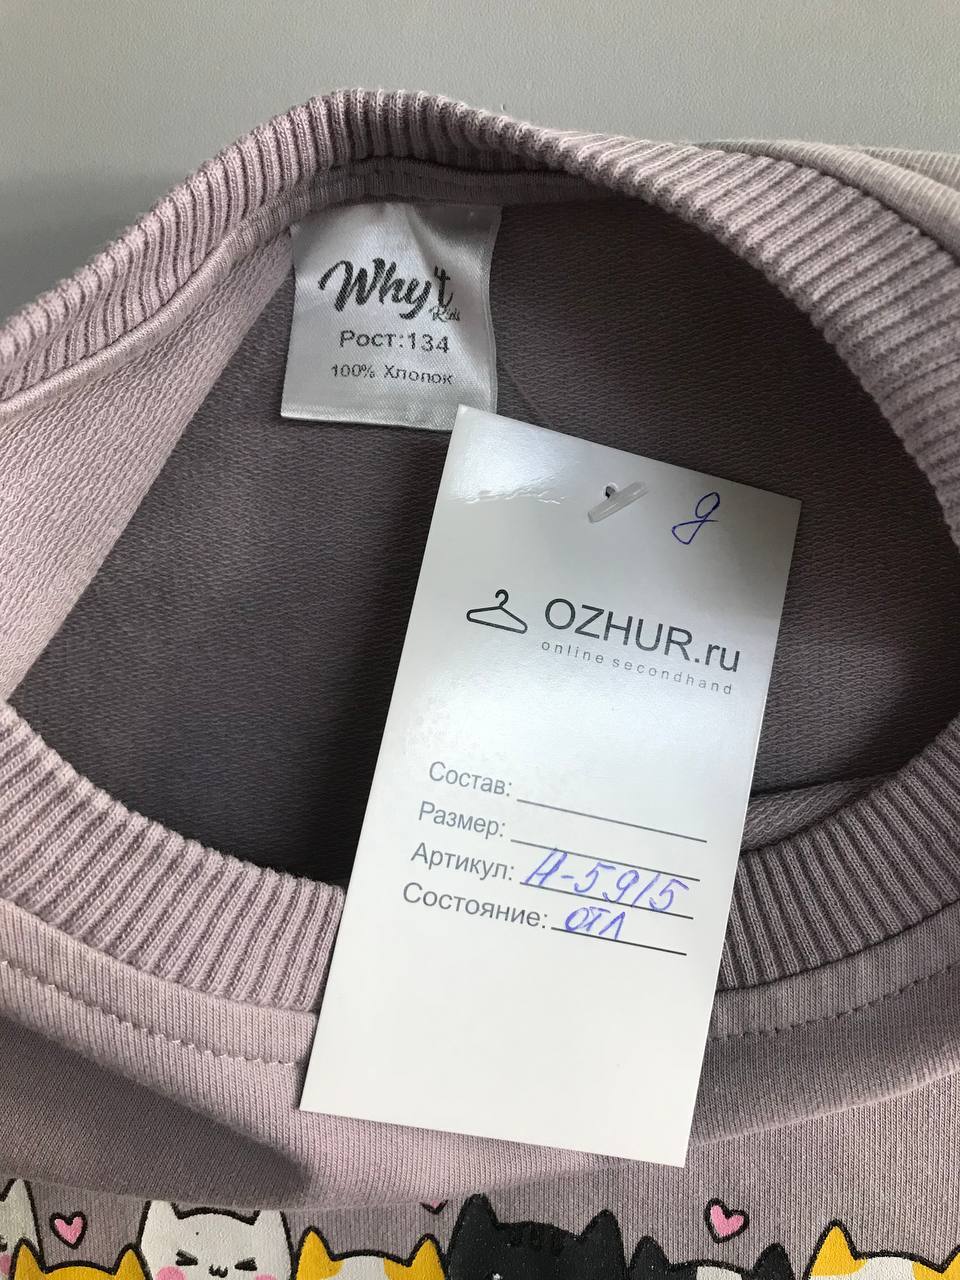 Why't
Kids
Рост:134
100% Хлопок
g
OZHUR.ru
online secondhand
Состав:
Размер:
Артикул: Н-5915
Состояние: отл